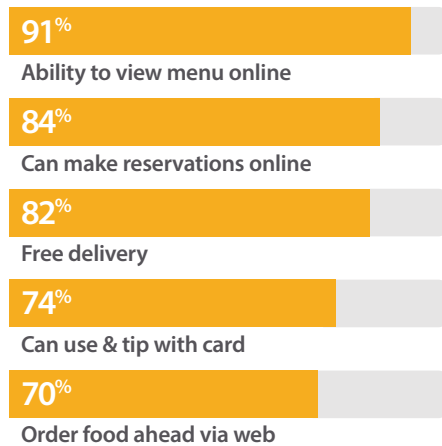 91%
Ability to view menu online
84%
Can make reservations online
82%
Free delivery
74%
Can use & tip with card
70%
Order food ahead via web